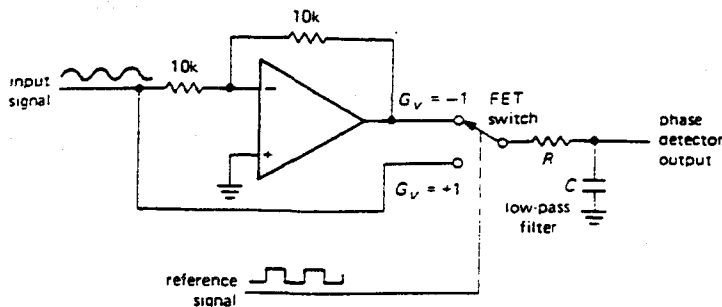 10k
input
signal
10k
−
+
G_v = −1
FET
switch
G_v = +1
R
C
phase
detector
output
low-pass
filter
reference
signal